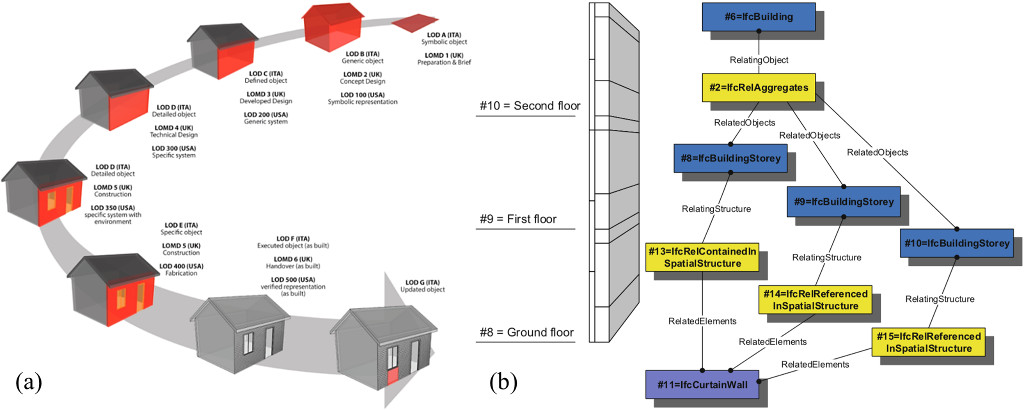 LOD A (ITA)
Symbolic object
LOMD 1 (UK)
Preparation & Brief
LOD B (ITA)
Generic object
LOMD 2 (UK)
Concept Design
LOD 100 (USA)
Symbolic representation
LOD C (ITA)
Defined object
LOMD 3 (UK)
Developed Design
LOD 200 (USA)
Generic system
LOD D (ITA)
Detailed object
LOMD 4 (UK)
Technical Design
LOD 300 (USA)
Specific system
LOD D (ITA)
Detailed object
LOMD 5 (UK)
Construction
LOD 350 (USA)
specific system with
environment
LOD E (ITA)
Specific object
LOMD 5 (UK)
Construction
LOD 400 (USA)
Fabrication
LOD F (ITA)
Executed object (as built)
LOMD 6 (UK)
Handover (as built)
LOD 500 (USA)
verified representation
(as built)
LOD G (ITA)
Updated object
(a)
#10 = Second floor
#9 = First floor
#8 = Ground floor
(b)
#6=IfcBuilding
RelatingObject
#2=IfcRelAggregates
RelatedObjects
RelatedObjects
RelatedObjects
#8=IfcBuildingStorey
#9=IfcBuildingStorey
#10=IfcBuildingStorey
RelatingStructure
RelatingStructure
RelatingStructure
#13=IfcRelContainedIn
SpatialStructure
#14=IfcRelReferenced
InSpatialStructure
#15=IfcRelReferenced
InSpatialStructure
RelatedElements
RelatedElements
RelatedElements
#11=IfcCurtainWall